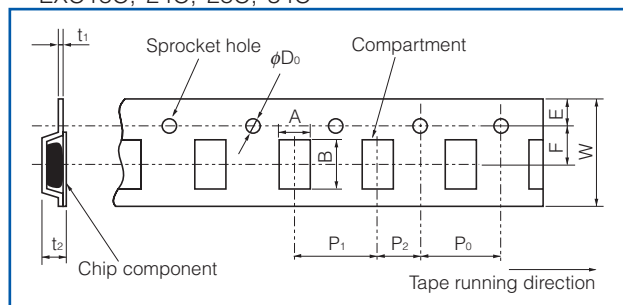 t1
Sprocket hole
ϕD0
Compartment
A
B
E
F
W
t2
P1
P2
P0
Chip component
Tape running direction